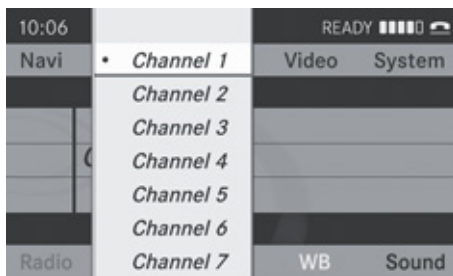 10:06 READY
Navi • Channel 1 Video System
Channel 2
Channel 3
Channel 4
Channel 5
Channel 6
Radio Channel 7 WB Sound